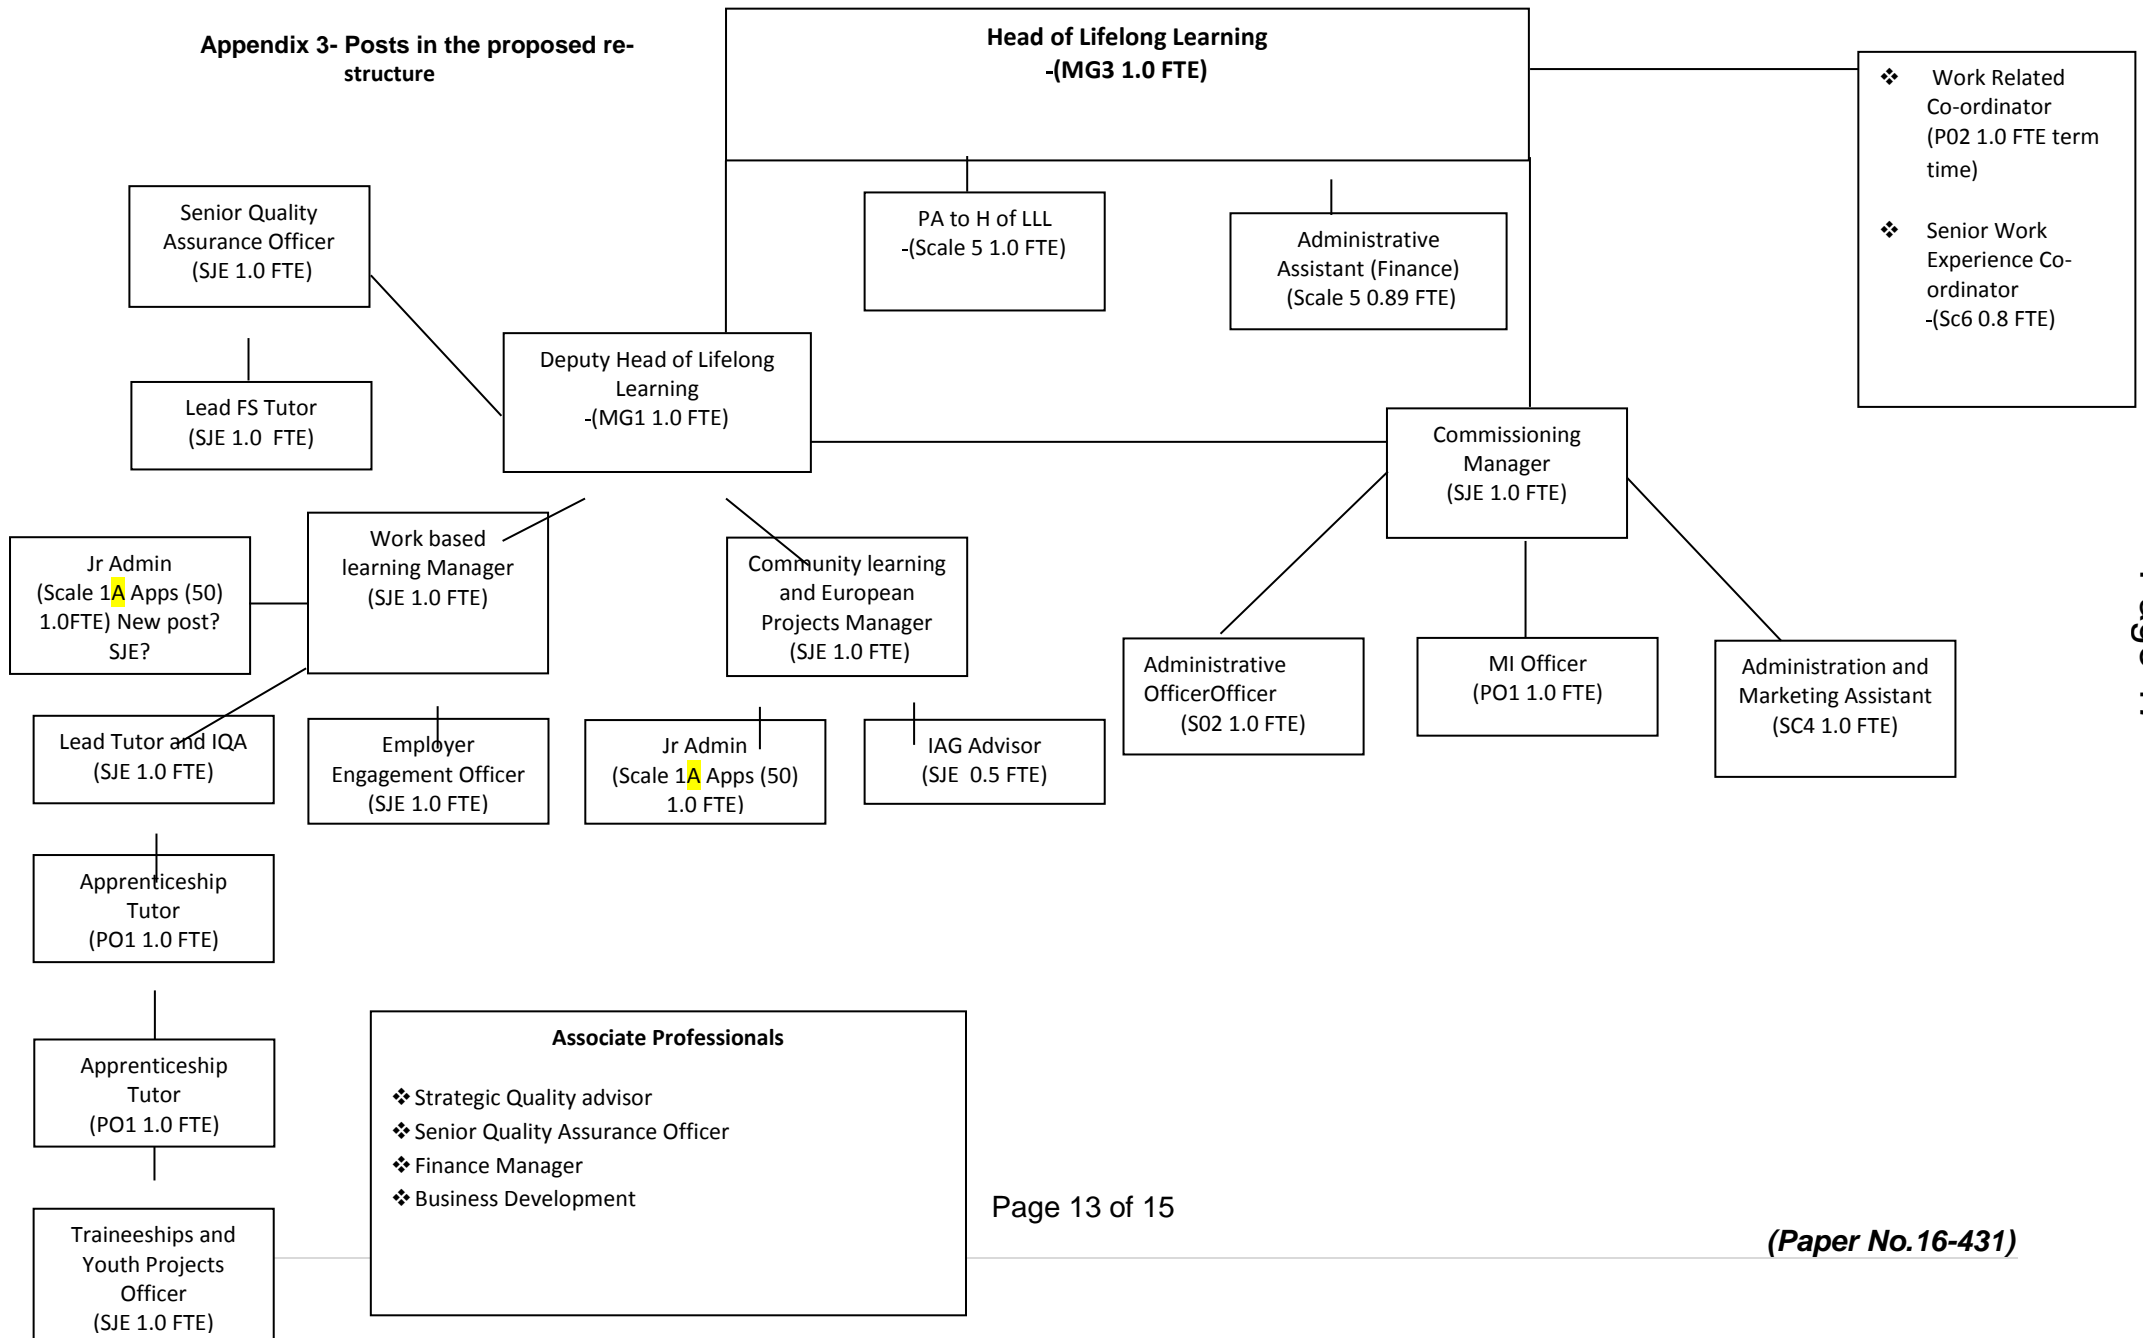 Appendix 3- Posts in the proposed re-
structure
Head of Lifelong Learning
-(MG3 1.0 FTE)
❖ Work Related
Co-ordinator
(P02 1.0 FTE term
time)
❖ Senior Work
Experience Co-
ordinator
-(Sc6 0.8 FTE)
Senior Quality
Assurance Officer
(SJE 1.0 FTE)
PA to H of LLL
-(Scale 5 1.0 FTE)
Administrative
Assistant (Finance)
(Scale 5 0.89 FTE)
Lead FS Tutor
(SJE 1.0 FTE)
Deputy Head of Lifelong
Learning
-(MG1 1.0 FTE)
Commissioning
Manager
(SJE 1.0 FTE)
Jr Admin
(Scale 1A Apps (50)
1.0FTE) New post?
SJE?
Work based
learning Manager
(SJE 1.0 FTE)
Community learning
and European
Projects Manager
(SJE 1.0 FTE)
Administrative
OfficerOfficer
(S02 1.0 FTE)
MI Officer
(PO1 1.0 FTE)
Administration and
Marketing Assistant
(SC4 1.0 FTE)
Lead Tutor and IQA
(SJE 1.0 FTE)
Employer
Engagement Officer
(SJE 1.0 FTE)
Jr Admin
(Scale 1A Apps (50)
1.0 FTE)
IAG Advisor
(SJE 0.5 FTE)
Apprenticeship
Tutor
(PO1 1.0 FTE)
Apprenticeship
Tutor
(PO1 1.0 FTE)
Traineeships and
Youth Projects
Officer
(SJE 1.0 FTE)
Associate Professionals
❖ Strategic Quality advisor
❖ Senior Quality Assurance Officer
❖ Finance Manager
❖ Business Development
Page 13 of 15
(Paper No.16-431)